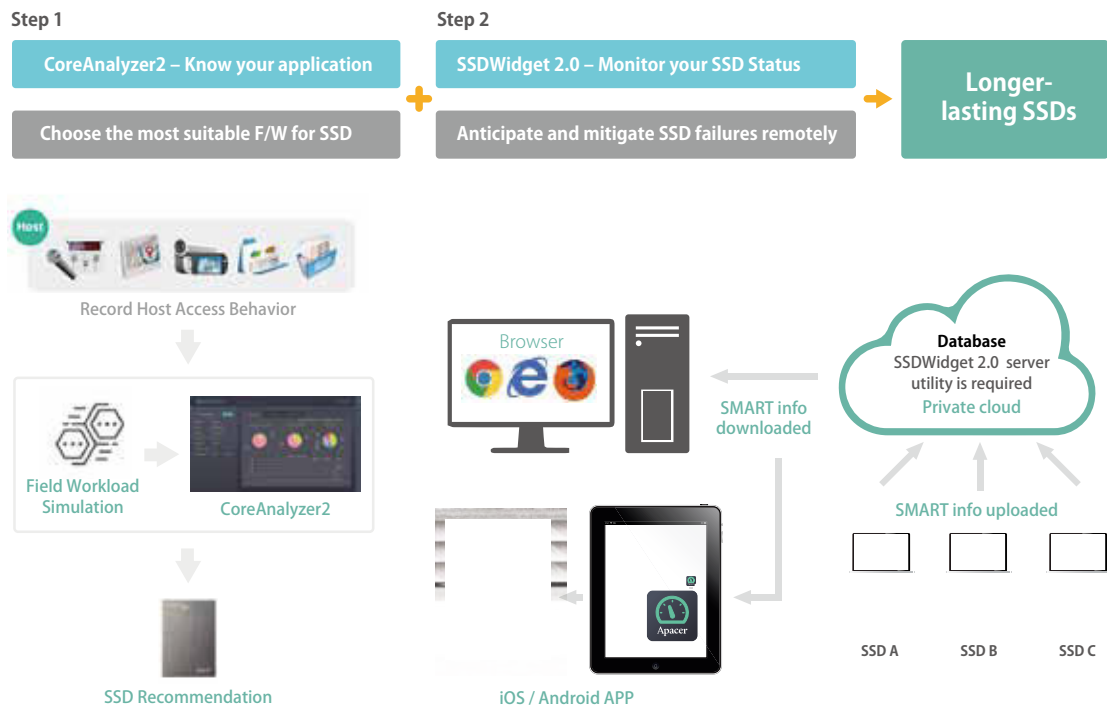 Step 1
CoreAnalyzer2 – Know your application
Choose the most suitable F/W for SSD
Step 2
SSDWidget 2.0 – Monitor your SSD Status
Anticipate and mitigate SSD failures remotely
Longer-
lasting SSDs
Host
Record Host Access Behavior
Field Workload
Simulation
CoreAnalyzer2
SSD Recommendation
Browser
SMART info
downloaded
Apacer
iOS / Android APP
Database
SSDWidget 2.0 server
utility is required
Private cloud
SMART info uploaded
SSD A
SSD B
SSD C